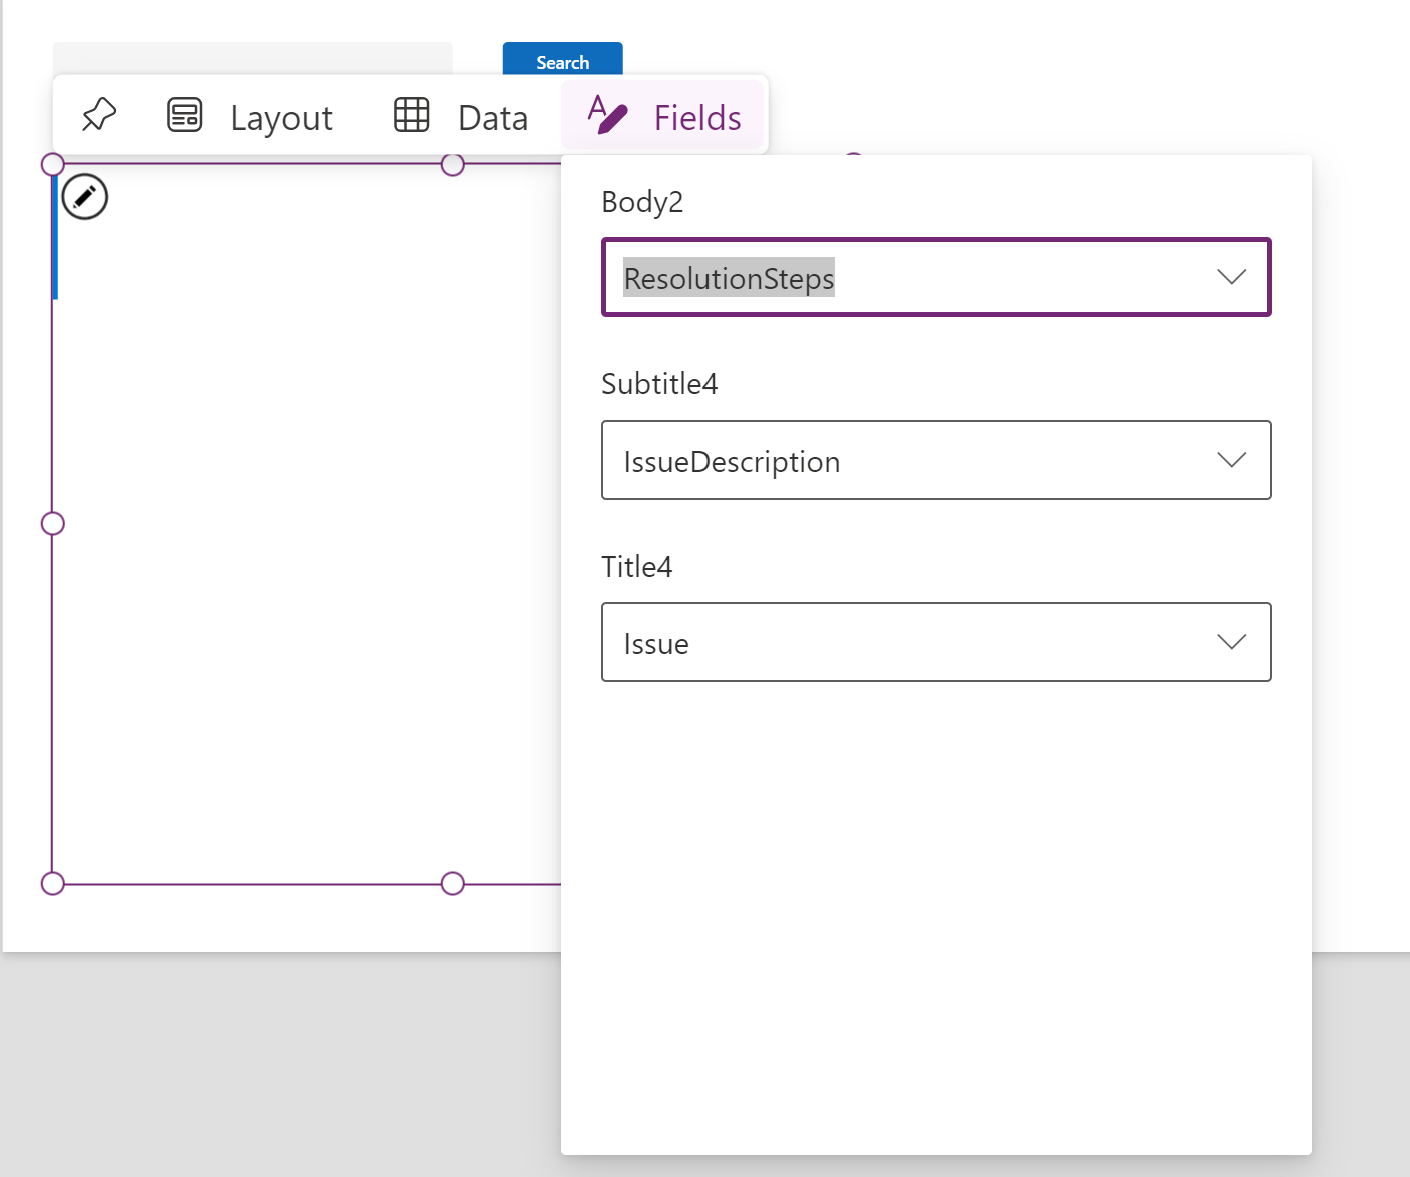 Search
Layout Data Fields
Body2
ResolutionSteps
Subtitle4
IssueDescription
Title4
Issue